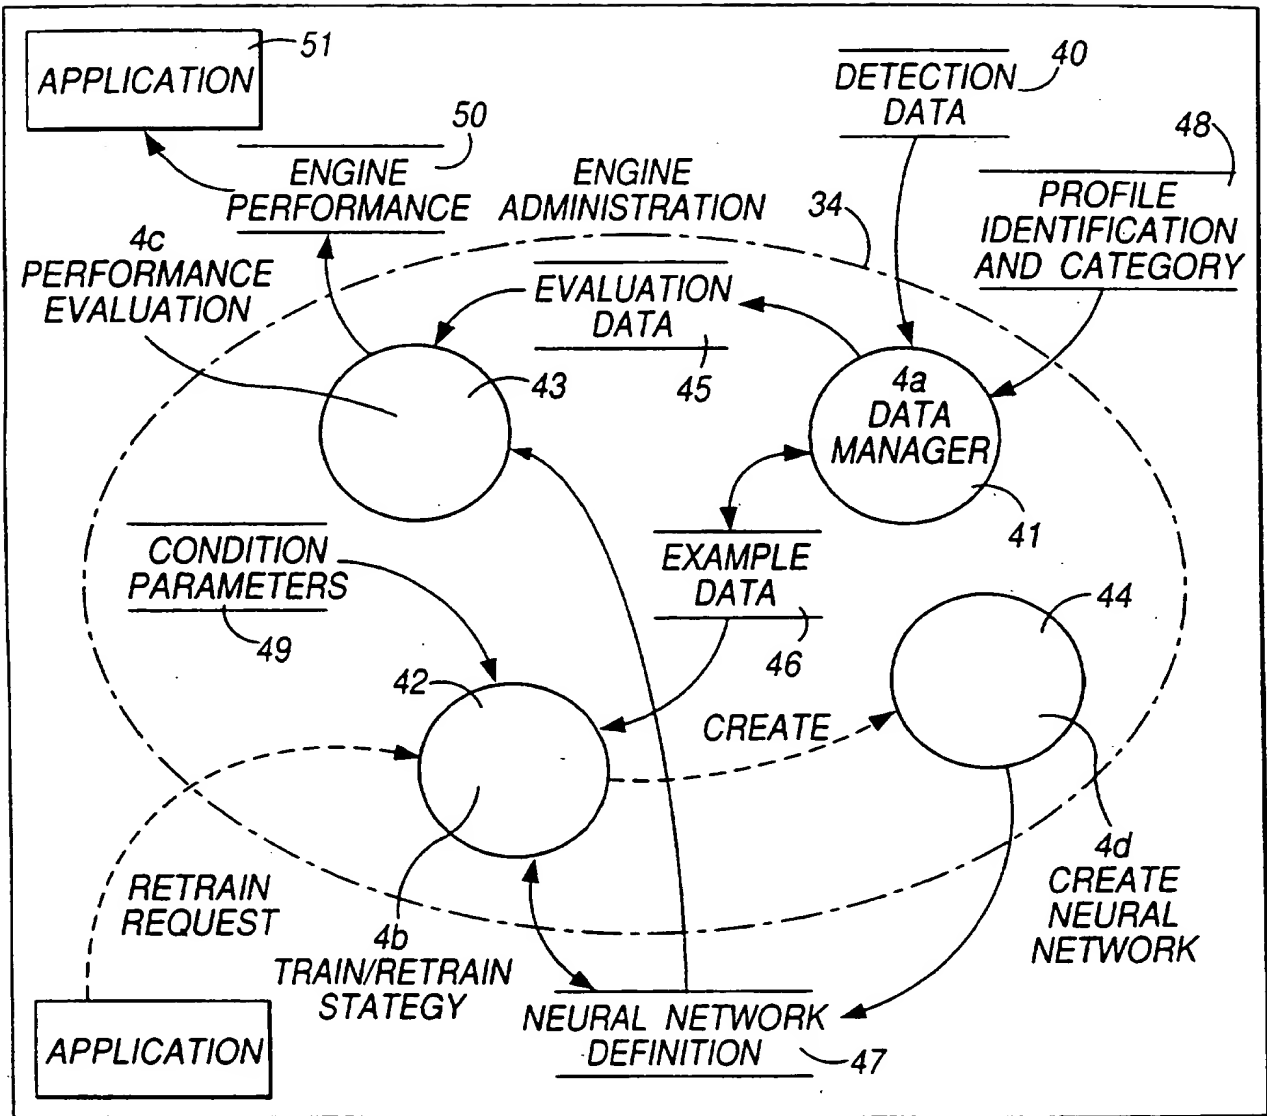 51
APPLICATION
40
DETECTION
DATA
50
48
ENGINE
PERFORMANCE
ENGINE
ADMINISTRATION
34
PROFILE
IDENTIFICATION
AND CATEGORY
4c
PERFORMANCE
EVALUATION
EVALUATION
DATA
45
43
4a
DATA
MANAGER
41
CONDITION
PARAMETERS
49
EXAMPLE
DATA
46
44
42
CREATE
RETRAIN
REQUEST
4b
TRAIN/RETRAIN
STATEGY
4d
CREATE
NEURAL
NETWORK
APPLICATION
NEURAL NETWORK
DEFINITION
47